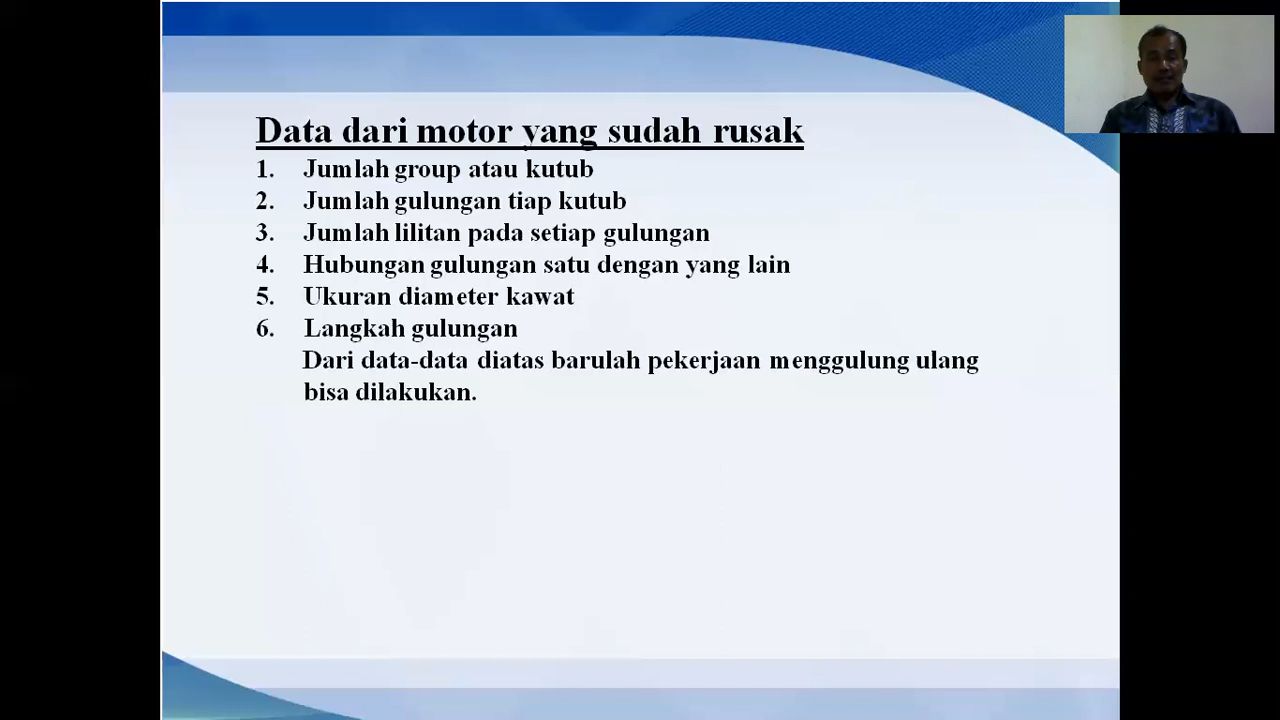 Data dari motor yang sudah rusak
1. Jumlah group atau kutub
2. Jumlah gulungan tiap kutub
3. Jumlah lilitan pada setiap gulungan
4. Hubungan gulungan satu dengan yang lain
5. Ukuran diameter kawat
6. Langkah gulungan
Dari data-data diatas barulah pekerjaan menggulung ulang
bisa dilakukan.